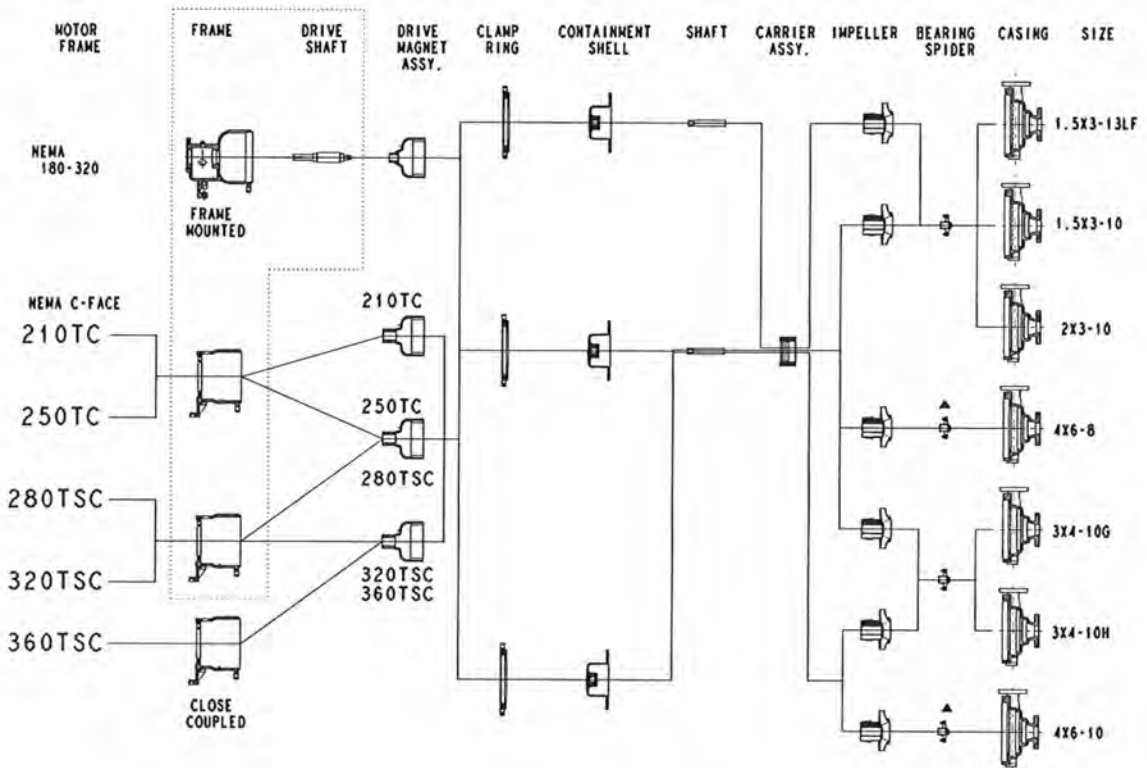 MOTOR
FRAME
FRAME
DRIVE
SHAFT
DRIVE
MAGNET
ASSY.
CLAMP
RING
CONTAINMENT
SHELL
SHAFT
CARRIER
ASSY.
IMPELLER
BEARING
SPIDER
CASING
SIZE
NEMA
180-320
FRAME
MOUNTED
1.5X3-13LF
1.5X3-10
2X3-10
NEMA C-FACE
210TC
210TC
250TC
250TC
280TSC
4X6-8
280TSC
320TSC
320TSC
360TSC
3X4-10G
360TSC
3X4-10H
CLOSE
COUPLED
4X6-10